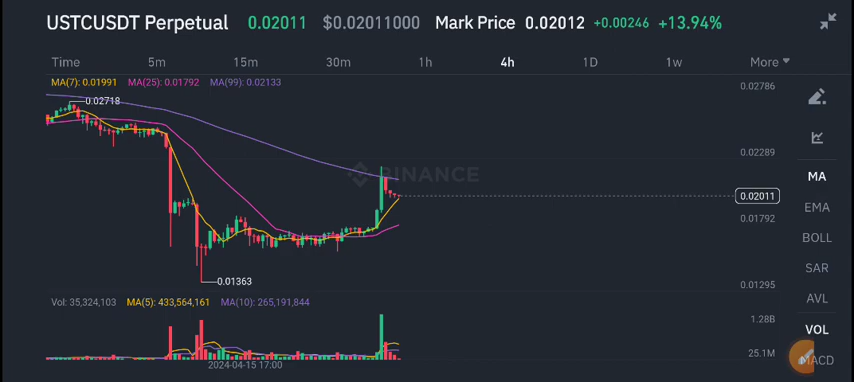 USTCUSDT Perpetual 0.02011 $0.02011000 Mark Price 0.02012 +0.00246 +13.94%
Time 5m 15m 30m 1h 4h 1D 1w More
MA(7): 0.01991 MA(25): 0.01792 MA(99): 0.02133
0.02786
0.02718
0.02289
BINANCE
MA
0.02011
EMA
0.01792
BOLL
SAR
0.01363
0.01295
AVL
Vol: 35,324,103 MA(5): 433,564,161 MA(10): 265,191,844
1.28B
VOL
25.1M
MACD
2024-04-15 17:00